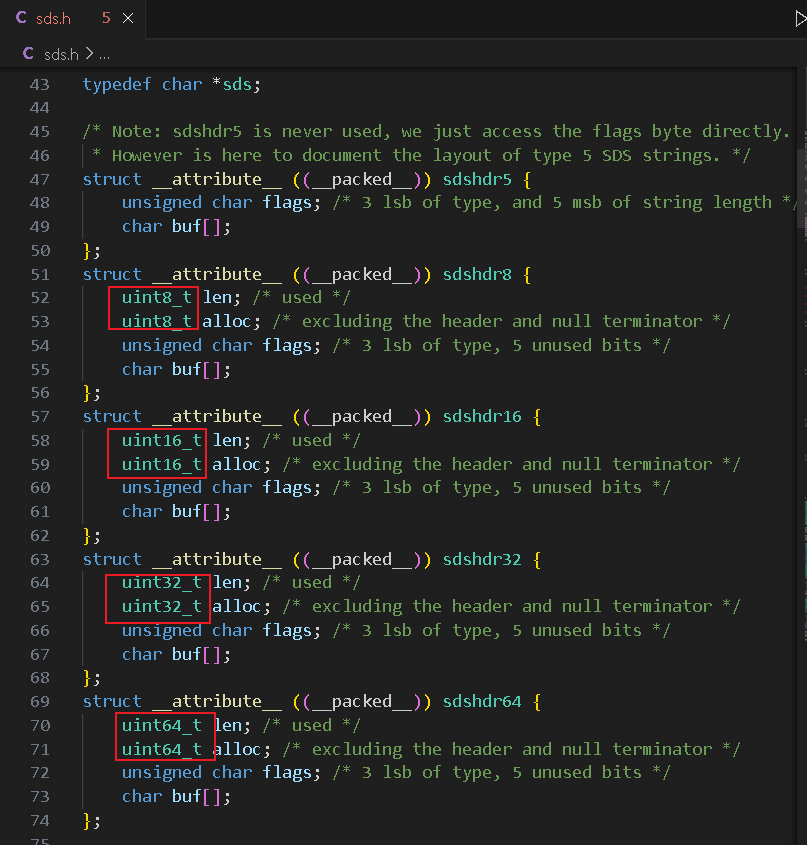 C sds.h 5 ×
C sds.h > ...
43 typedef char *sds;
44
45 /* Note: sdshdr5 is never used, we just access the flags byte directly.
46 * However is here to document the layout of type 5 SDS strings. */
47 struct __attribute__ ((__packed__)) sdshdr5 {
48 unsigned char flags; /* 3 lsb of type, and 5 msb of string length */
49 char buf[];
50 };
51 struct __attribute__ ((__packed__)) sdshdr8 {
52 uint8_t len; /* used */
53 uint8_t alloc; /* excluding the header and null terminator */
54 unsigned char flags; /* 3 lsb of type, 5 unused bits */
55 char buf[];
56 };
57 struct __attribute__ ((__packed__)) sdshdr16 {
58 uint16_t len; /* used */
59 uint16_t alloc; /* excluding the header and null terminator */
60 unsigned char flags; /* 3 lsb of type, 5 unused bits */
61 char buf[];
62 };
63 struct __attribute__ ((__packed__)) sdshdr32 {
64 uint32_t len; /* used */
65 uint32_t alloc; /* excluding the header and null terminator */
66 unsigned char flags; /* 3 lsb of type, 5 unused bits */
67 char buf[];
68 };
69 struct __attribute__ ((__packed__)) sdshdr64 {
70 uint64_t len; /* used */
71 uint64_t alloc; /* excluding the header and null terminator */
72 unsigned char flags; /* 3 lsb of type, 5 unused bits */
73 char buf[];
74 };
75